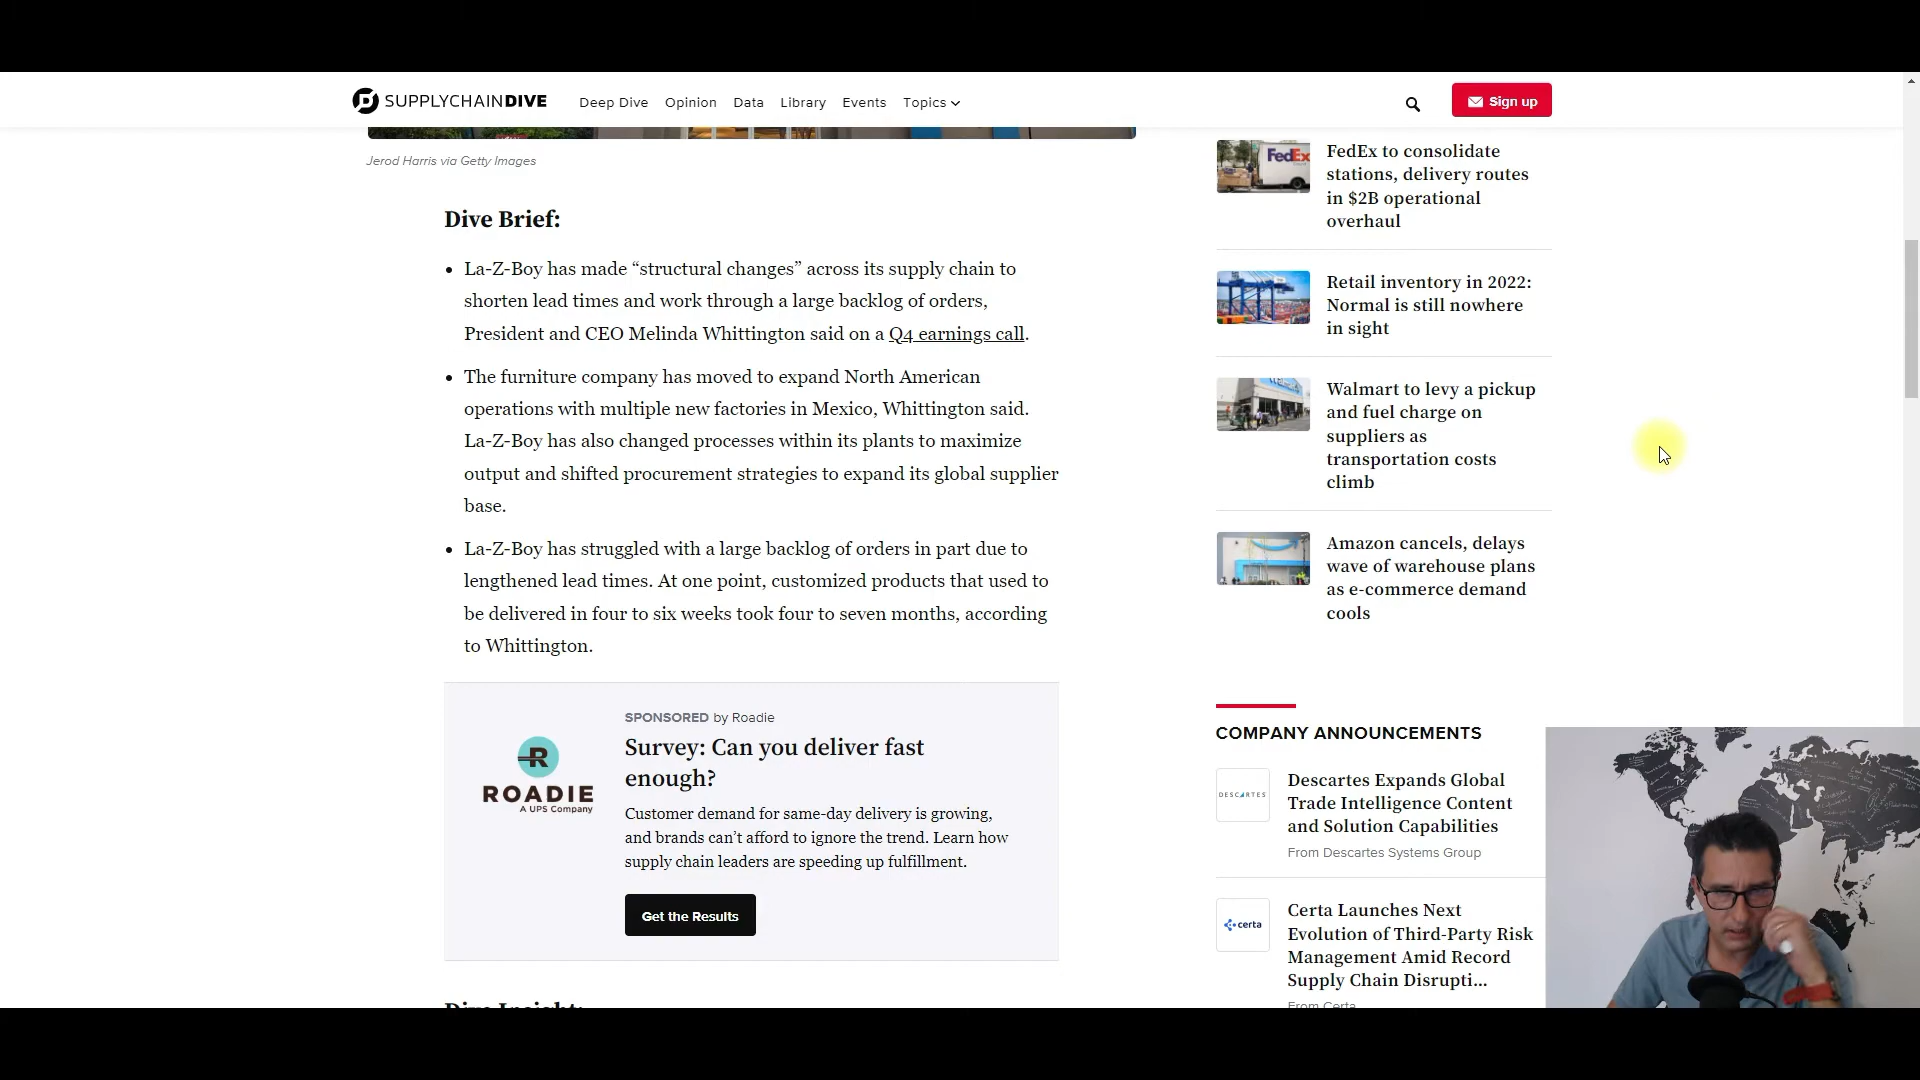 SUPPLYCHAINDIVE
Deep Dive
Opinion
Data
Library
Events
Topics
Sign up
Jerod Harris via Getty Images
Dive Brief:
La-Z-Boy has made “structural changes” across its supply chain to
shorten lead times and work through a large backlog of orders,
President and CEO Melinda Whittington said on a Q4 earnings call.
The furniture company has moved to expand North American
operations with multiple new factories in Mexico, Whittington said.
La-Z-Boy has also changed processes within its plants to maximize
output and shifted procurement strategies to expand its global supplier
base.
La-Z-Boy has struggled with a large backlog of orders in part due to
lengthened lead times. At one point, customized products that used to
be delivered in four to six weeks took four to seven months, according
to Whittington.
SPONSORED by Roadie
R
ROADIE
A UPS Company
Survey: Can you deliver fast
enough?
Customer demand for same-day delivery is growing,
and brands can’t afford to ignore the trend. Learn how
supply chain leaders are speeding up fulfillment.
Get the Results
Dive Insight:
FedEx
FedEx to consolidate
stations, delivery routes
in $2B operational
overhaul
Retail inventory in 2022:
Normal is still nowhere
in sight
Walmart to levy a pickup
and fuel charge on
suppliers as
transportation costs
climb
Amazon cancels, delays
wave of warehouse plans
as e-commerce demand
cools
COMPANY ANNOUNCEMENTS
DESCARTES
Descartes Expands Global
Trade Intelligence Content
and Solution Capabilities
From Descartes Systems Group
certa
Certa Launches Next
Evolution of Third-Party Risk
Management Amid Record
Supply Chain Disrupti...
From Certa